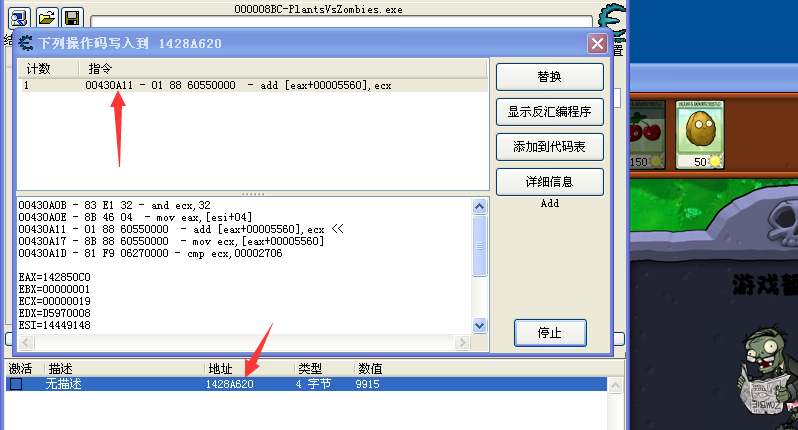 000008BC-PlantsVsZombies.exe
下列操作码写入到 1428A620
计数 指令
1 00430A11 - 01 88 60550000 - add [eax+00005560],ecx
替换
显示反汇编程序
添加到代码表
详细信息
Add
00430A0B - 83 E1 32 - and ecx,32
00430A0E - 8B 46 04 - mov eax,[esi+04]
00430A11 - 01 88 60550000 - add [eax+00005560],ecx <<
00430A17 - 8B 88 60550000 - mov ecx,[eax+00005560]
00430A1D - 81 F9 06270000 - cmp ecx,00002706
EAX=142850C0
EBX=00000001
ECX=00000019
EDX=D5970008
ESI=14449148
停止
激活 描述 地址 类型 数值
无描述 1428A620 4 字节 9915
置
150
50
游戏暂
ZOMBIE